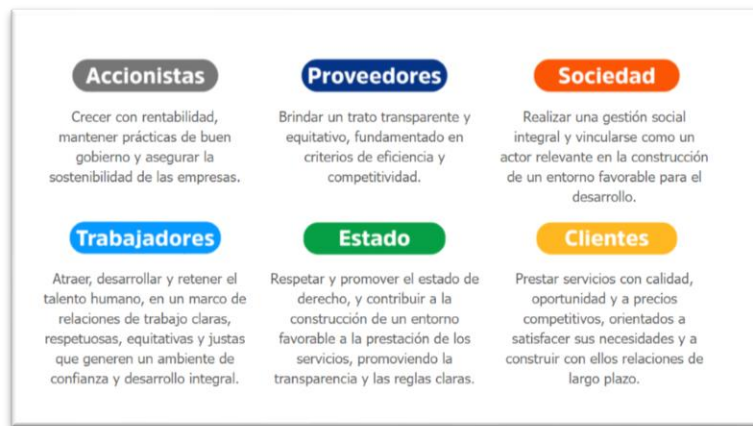 Accionistas
Crecer con rentabilidad,
mantener prácticas de buen
gobierno y asegurar la
sostenibilidad de las empresas.
Proveedores
Brindar un trato transparente y
equitativo, fundamentado en
criterios de eficiencia y
competitividad.
Sociedad
Realizar una gestión social
integral y vincularse como un
actor relevante en la construcción
de un entorno favorable para el
desarrollo.
Trabajadores
Atraer, desarrollar y retener el
talento humano, en un marco de
relaciones de trabajo claras,
respetuosas, equitativas y justas
que generen un ambiente de
confianza y desarrollo integral.
Estado
Respetar y promover el estado de
derecho, y contribuir a la
construcción de un entorno
favorable a la prestación de los
servicios, promoviendo la
transparencia y las reglas claras.
Clientes
Prestar servicios con calidad,
oportunidad y a precios
competitivos, orientados a
satisfacer sus necesidades y a
construir con ellos relaciones de
largo plazo.